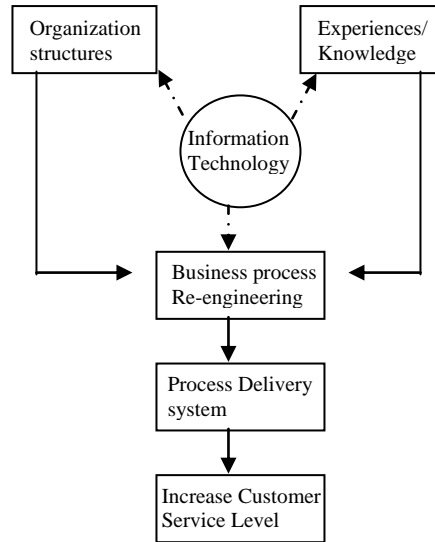 Organization
structures
Experiences/
Knowledge
Information
Technology
Business process
Re-engineering
Process Delivery
system
Increase Customer
Service Level